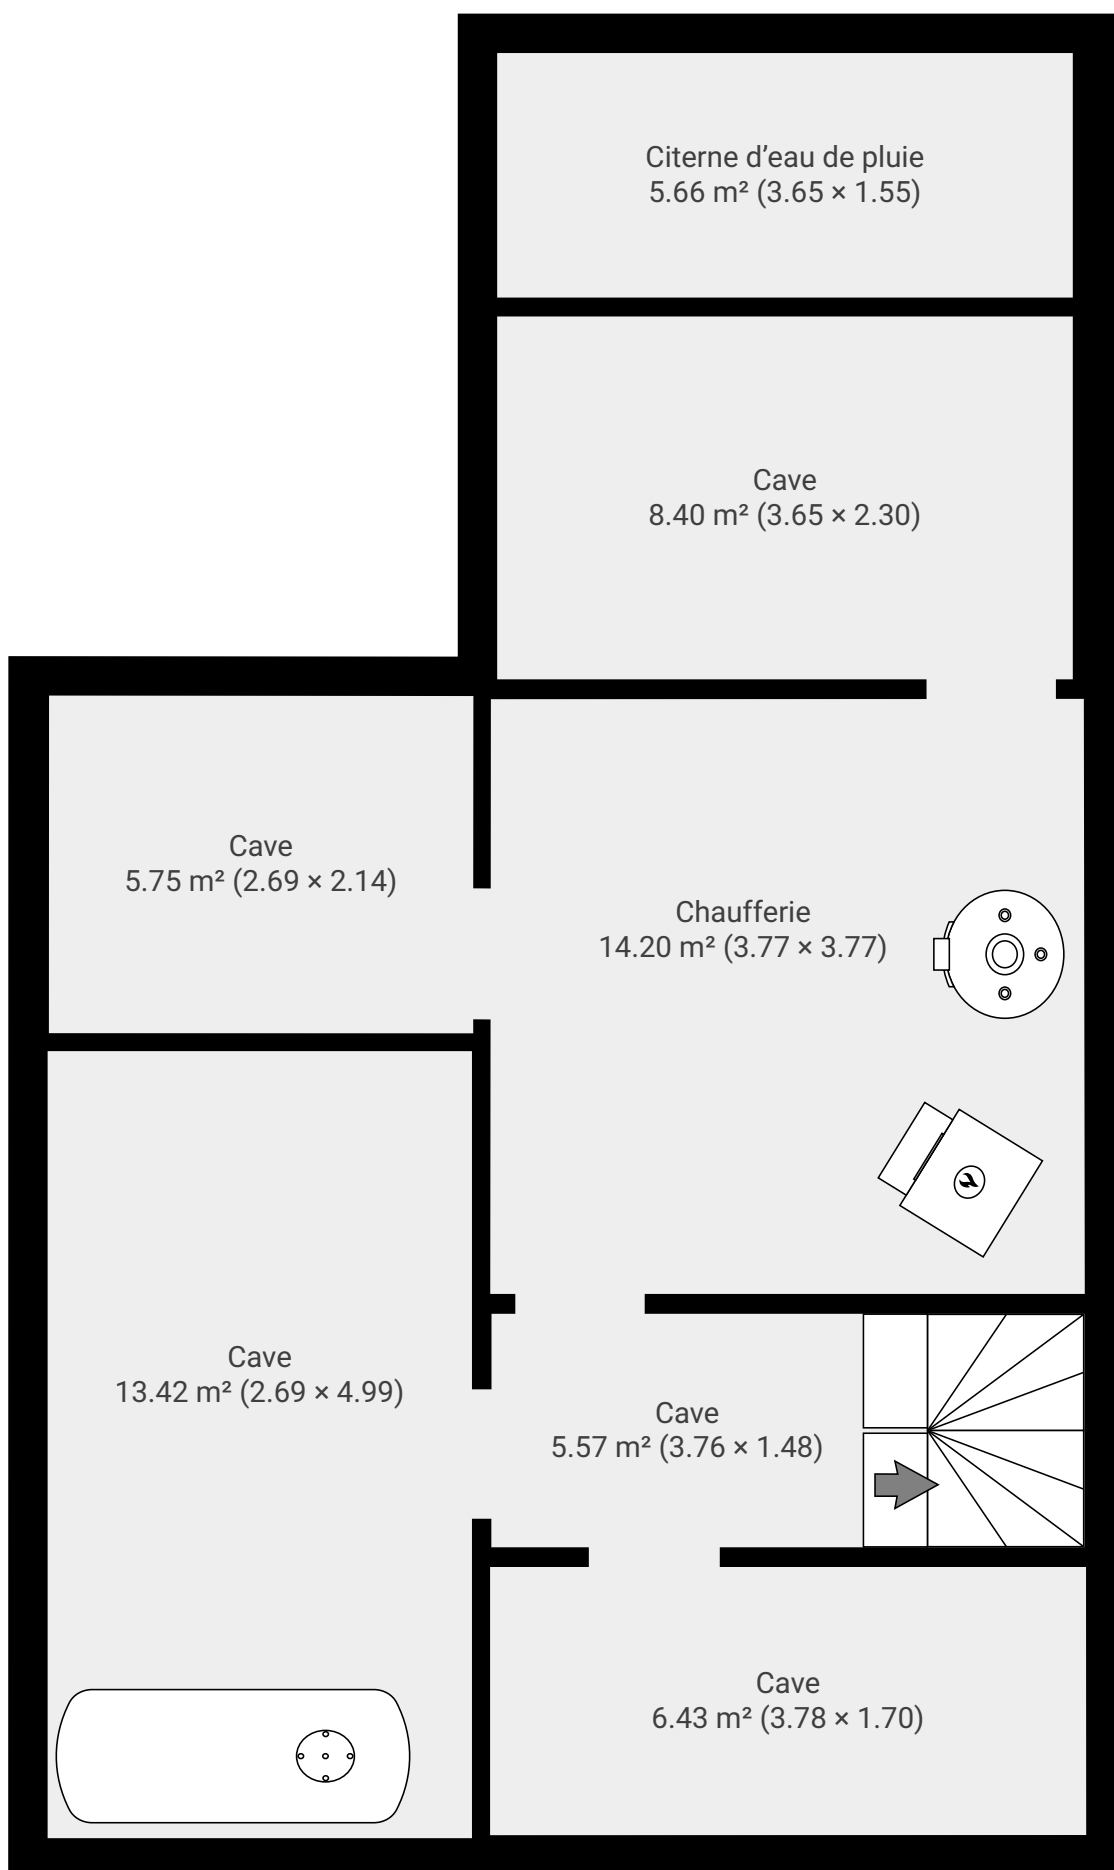 Citerne d’eau de pluie
5.66 m² (3.65 × 1.55)
Cave
8.40 m² (3.65 × 2.30)
Cave
5.75 m² (2.69 × 2.14)
Chaufferie
14.20 m² (3.77 × 3.77)
Cave
13.42 m² (2.69 × 4.99)
Cave
5.57 m² (3.76 × 1.48)
Cave
6.43 m² (3.78 × 1.70)